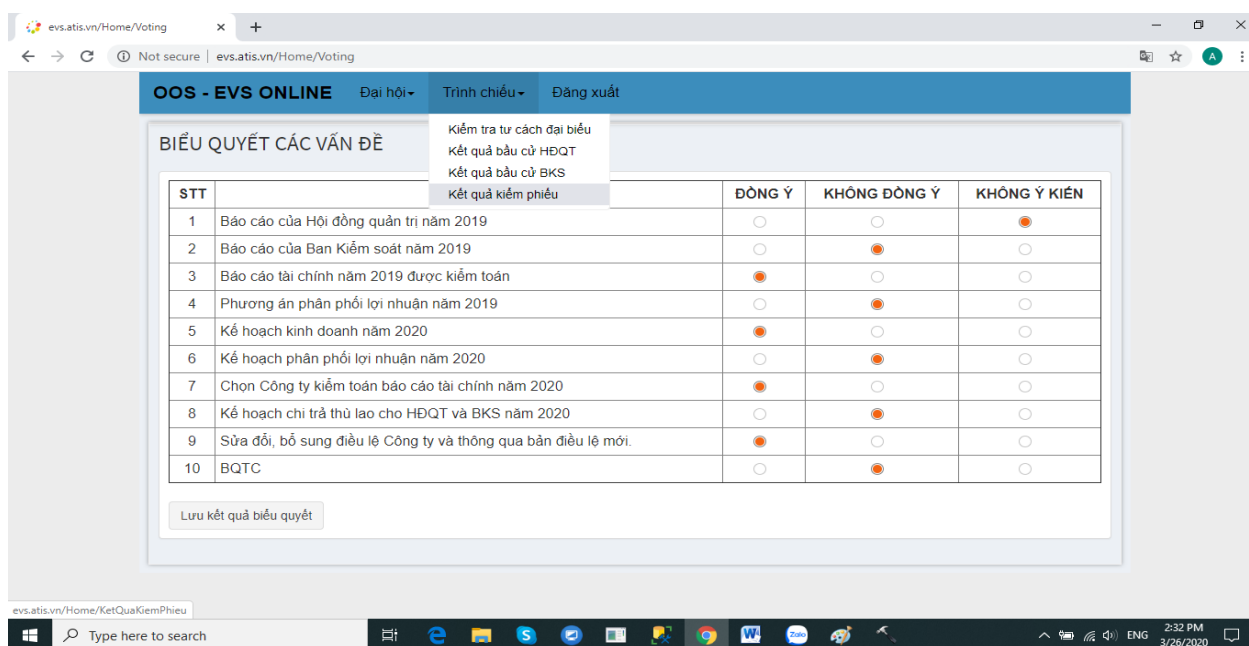 evs.atis.vn/Home/Voting
Not secure | evs.atis.vn/Home/Voting
A
OOS - EVS ONLINE Đại hội Trình chiếu Đăng xuất
Kiểm tra tư cách đại biểu
Kết quả bầu cử HĐQT
Kết quả bầu cử BKS
Kết quả kiểm phiếu
BIỂU QUYẾT CÁC VẤN ĐỀ
STT ĐỒNG Ý KHÔNG ĐỒNG Ý KHÔNG Ý KIẾN
1 Báo cáo của Hội đồng quản trị năm 2019
2 Báo cáo của Ban Kiểm soát năm 2019
3 Báo cáo tài chính năm 2019 được kiểm toán
4 Phương án phân phối lợi nhuận năm 2019
5 Kế hoạch kinh doanh năm 2020
6 Kế hoạch phân phối lợi nhuận năm 2020
7 Chọn Công ty kiểm toán báo cáo tài chính năm 2020
8 Kế hoạch chi trả thù lao cho HĐQT và BKS năm 2020
9 Sửa đổi, bổ sung điều lệ Công ty và thông qua bản điều lệ mới.
10 BQTC
Lưu kết quả biểu quyết
evs.atis.vn/Home/KetQuaKiemPhieu
Type here to search
Zalo
ENG
2:32 PM
3/26/2020